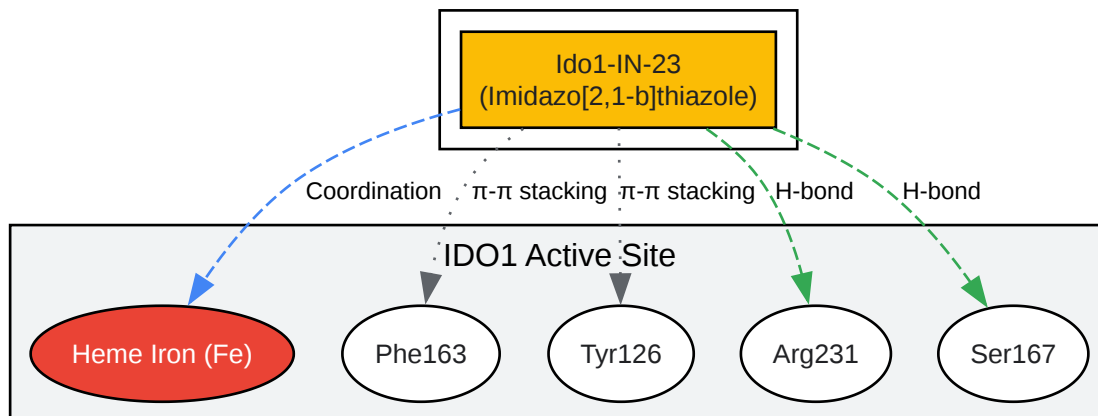 Ido1-IN-23
(Imidazo[2,1-b]thiazole)
Coordination
π-π stacking
π-π stacking
H-bond
H-bond
IDO1 Active Site
Heme Iron (Fe)
Phe163
Tyr126
Arg231
Ser167